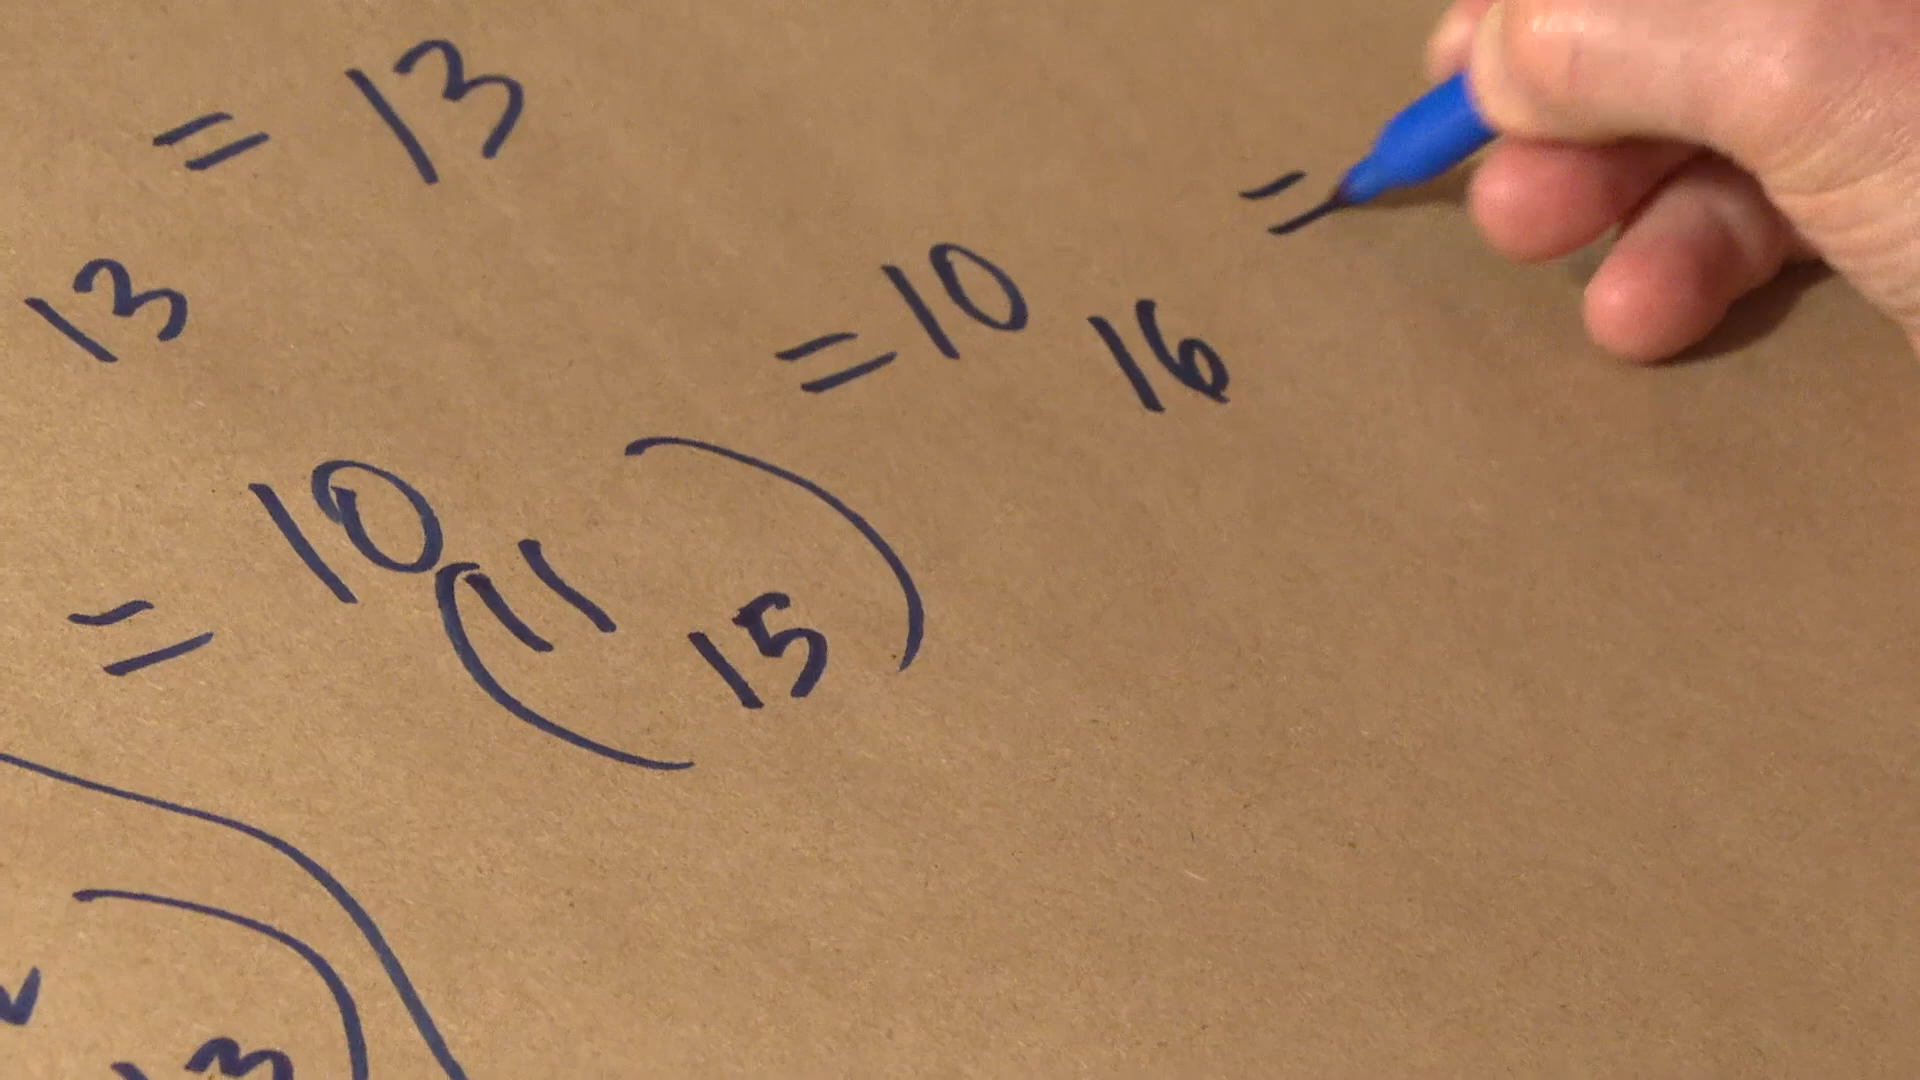 = 13
13
= 10 16 =
= 10 (11 15)